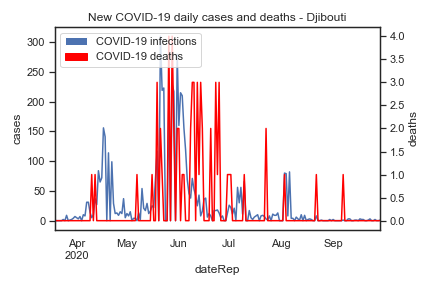 New COVID-19 daily cases and deaths - Djibouti
COVID-19 infections
COVID-19 deaths
300
250
200
150
100
50
0
cases
4.0
3.5
3.0
2.5
2.0
1.5
1.0
0.5
0.0
deaths
Apr May Jun Jul Aug Sep
2020
dateRep